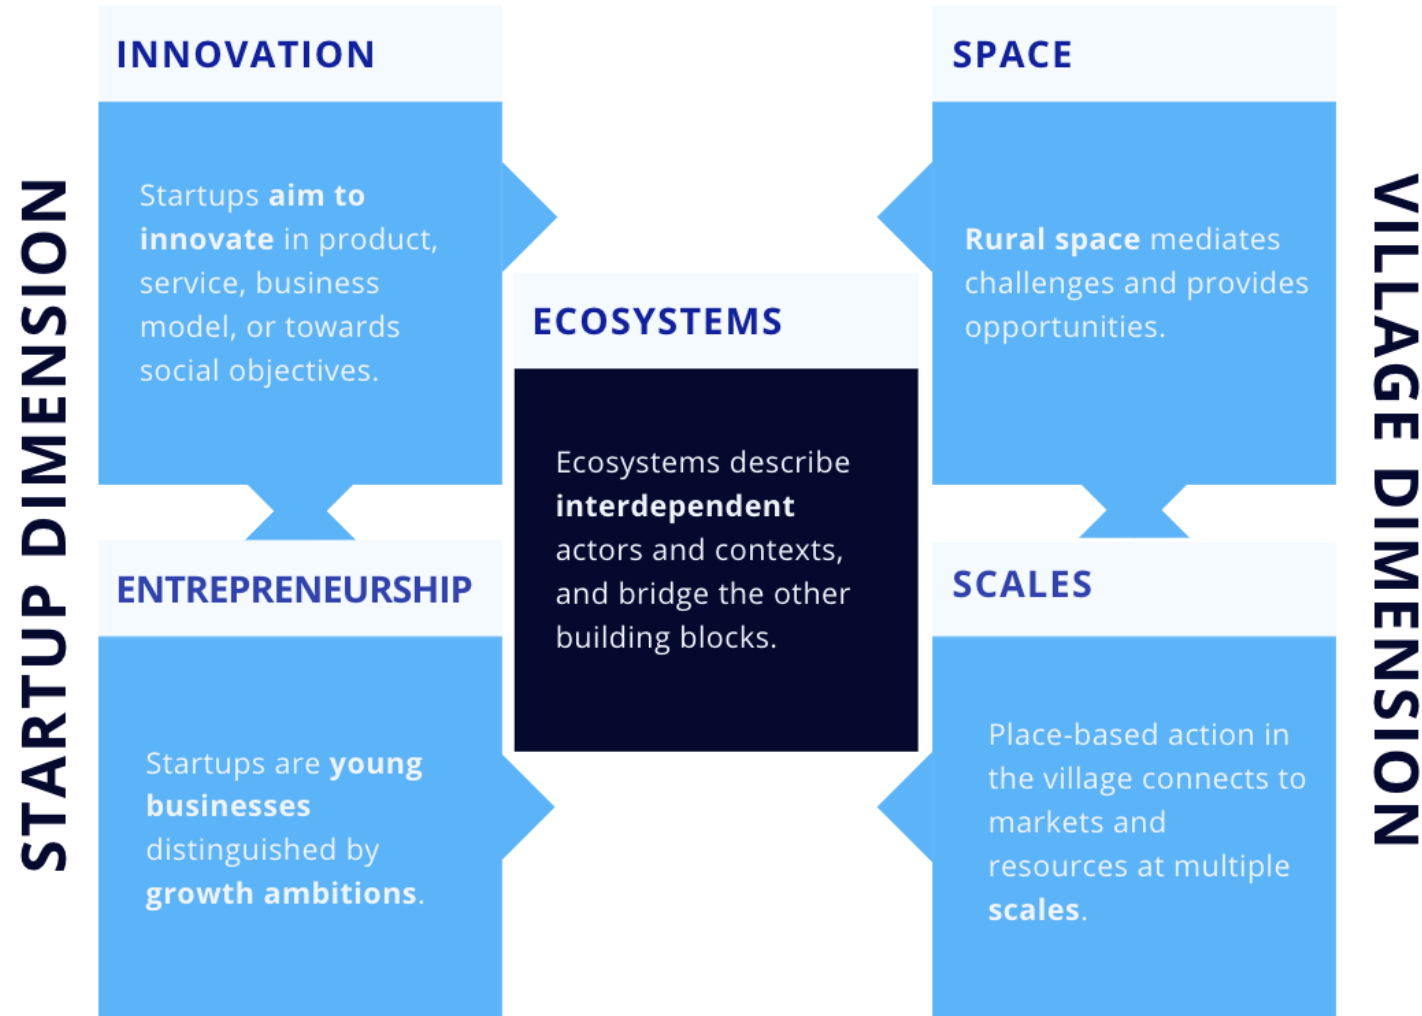 STARTUP DIMENSION
INNOVATION
Startups aim to
innovate in product,
service, business
model, or towards
social objectives.
ENTREPRENEURSHIP
Startups are young
businesses
distinguished by
growth ambitions.
ECOSYSTEMS
Ecosystems describe
interdependent
actors and contexts,
and bridge the other
building blocks.
SPACE
Rural space mediates
challenges and provides
opportunities.
SCALES
Place-based action in
the village connects to
markets and
resources at multiple
scales.
VILLAGE DIMENSION